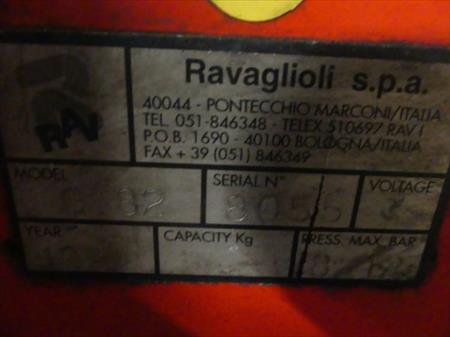 RAV
Ravaglioli s.p.a.
40044 - PONTECCHIO MARCONI/ITALIA
TEL. 051-846348 - TELEX 510697 RAV I
P.O.B. 1690 - 40100 BOLOGNA/ITALIA
FAX + 39 (051) 846349
MODEL SERIAL N° VOLTAGE
8055
YEAR CAPACITY Kg PRESS. MAX. BAR